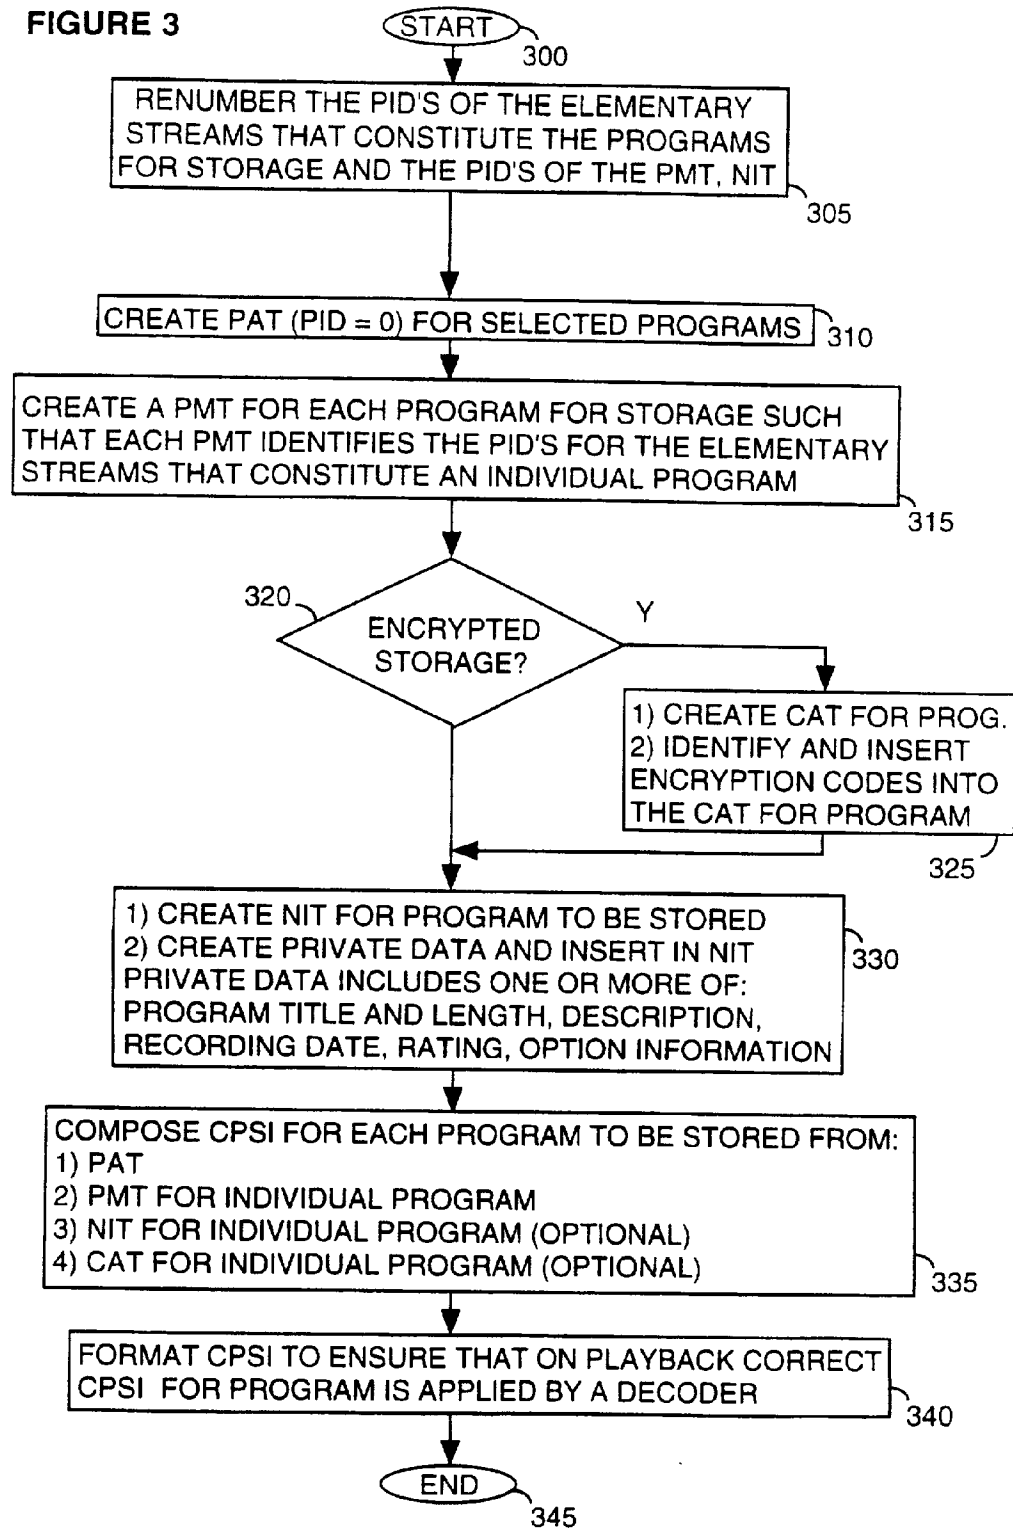 FIGURE 3
START
300
RENUMBER THE PID'S OF THE ELEMENTARY
STREAMS THAT CONSTITUTE THE PROGRAMS
FOR STORAGE AND THE PID'S OF THE PMT, NIT
305
CREATE PAT (PID = 0) FOR SELECTED PROGRAMS
310
CREATE A PMT FOR EACH PROGRAM FOR STORAGE SUCH
THAT EACH PMT IDENTIFIES THE PID'S FOR THE ELEMENTARY
STREAMS THAT CONSTITUTE AN INDIVIDUAL PROGRAM
315
320
ENCRYPTED
STORAGE?
Y
1) CREATE CAT FOR PROG.
2) IDENTIFY AND INSERT
ENCRYPTION CODES INTO
THE CAT FOR PROGRAM
325
1) CREATE NIT FOR PROGRAM TO BE STORED
2) CREATE PRIVATE DATA AND INSERT IN NIT
PRIVATE DATA INCLUDES ONE OR MORE OF:
PROGRAM TITLE AND LENGTH, DESCRIPTION,
RECORDING DATE, RATING, OPTION INFORMATION
330
COMPOSE CPSI FOR EACH PROGRAM TO BE STORED FROM:
1) PAT
2) PMT FOR INDIVIDUAL PROGRAM
3) NIT FOR INDIVIDUAL PROGRAM (OPTIONAL)
4) CAT FOR INDIVIDUAL PROGRAM (OPTIONAL)
335
FORMAT CPSI TO ENSURE THAT ON PLAYBACK CORRECT
CPSI FOR PROGRAM IS APPLIED BY A DECODER
340
END
345